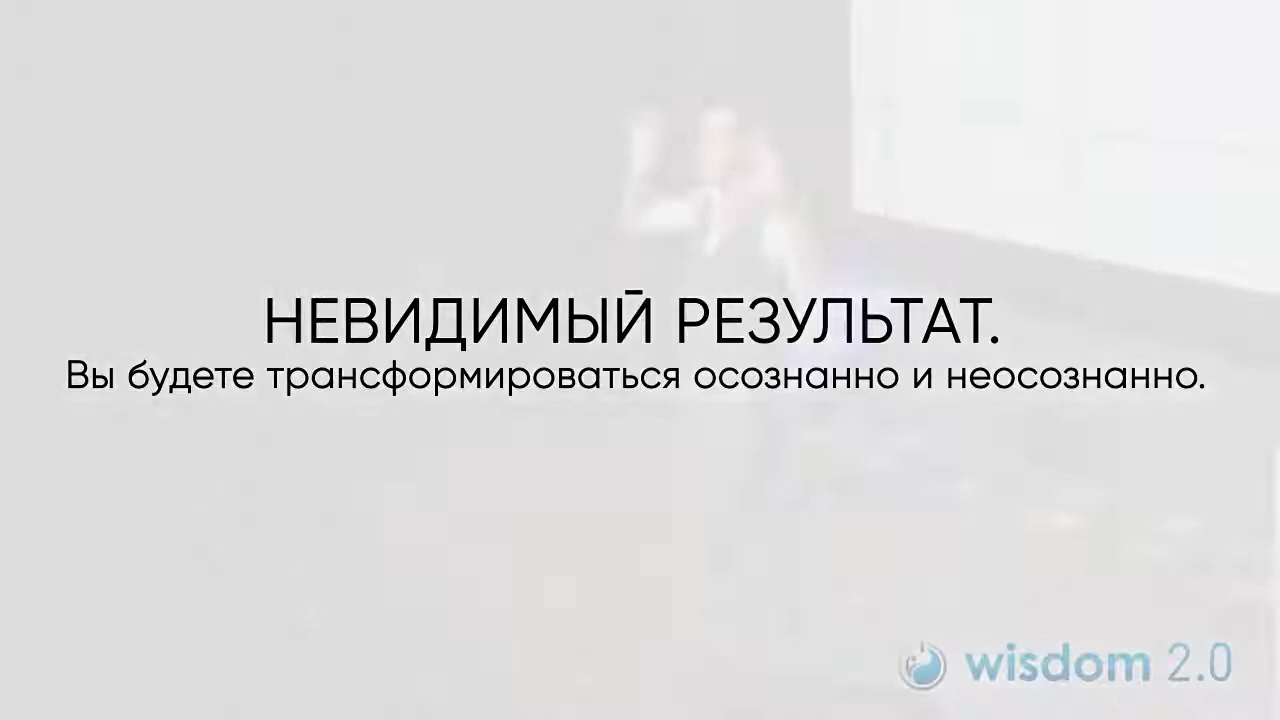 НЕВИДИМЫЙ РЕЗУЛЬТАТ.
Вы будете трансформироваться осознанно и неосознанно.
wisdom 2.0